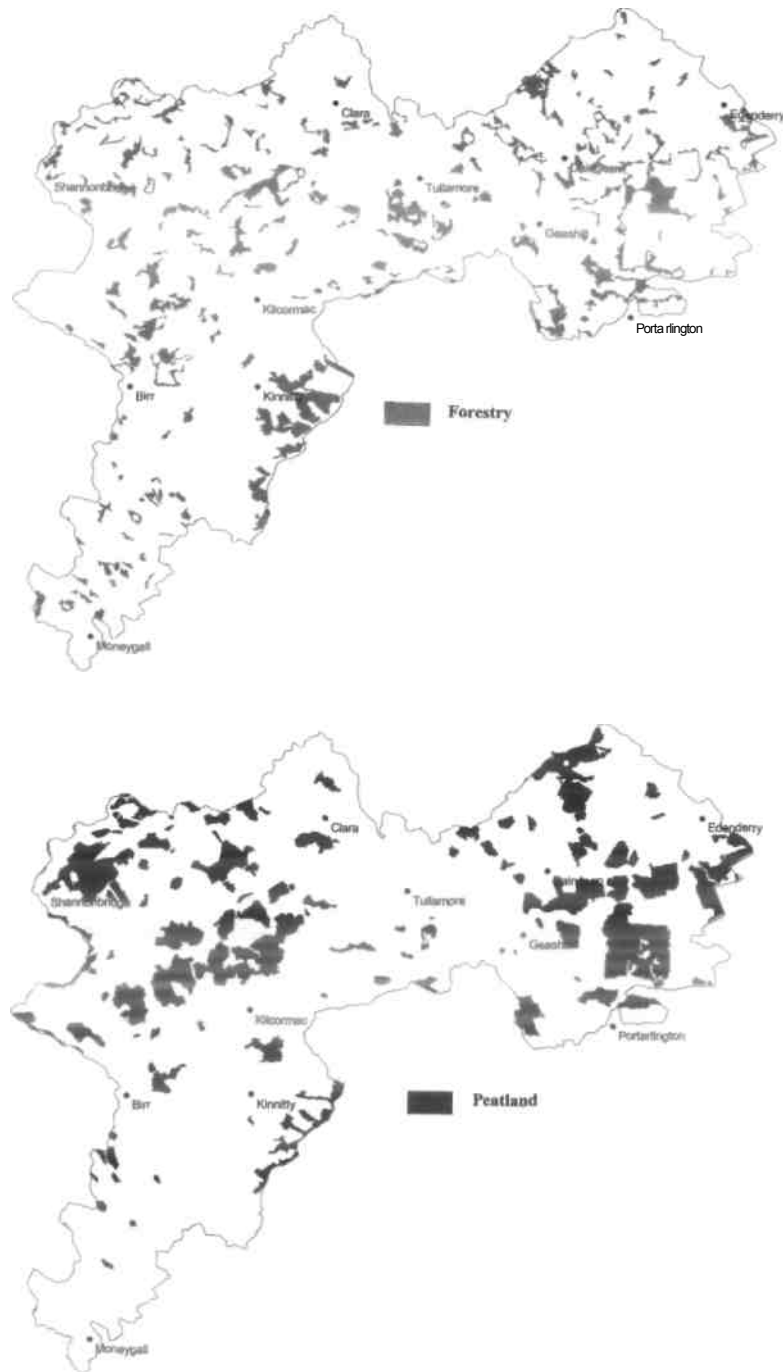 Clara
Edenderry
Shannonbridge
Tullamore
Geashill
Kilcormac
Portarlington
Birr
Kinnitty
Forestry
Moneygall
Clara
Edenderry
Shannonbridge
Tullamore
Geashill
Kilcormac
Portarlington
Birr
Kinnitty
Peatland
Moneygall